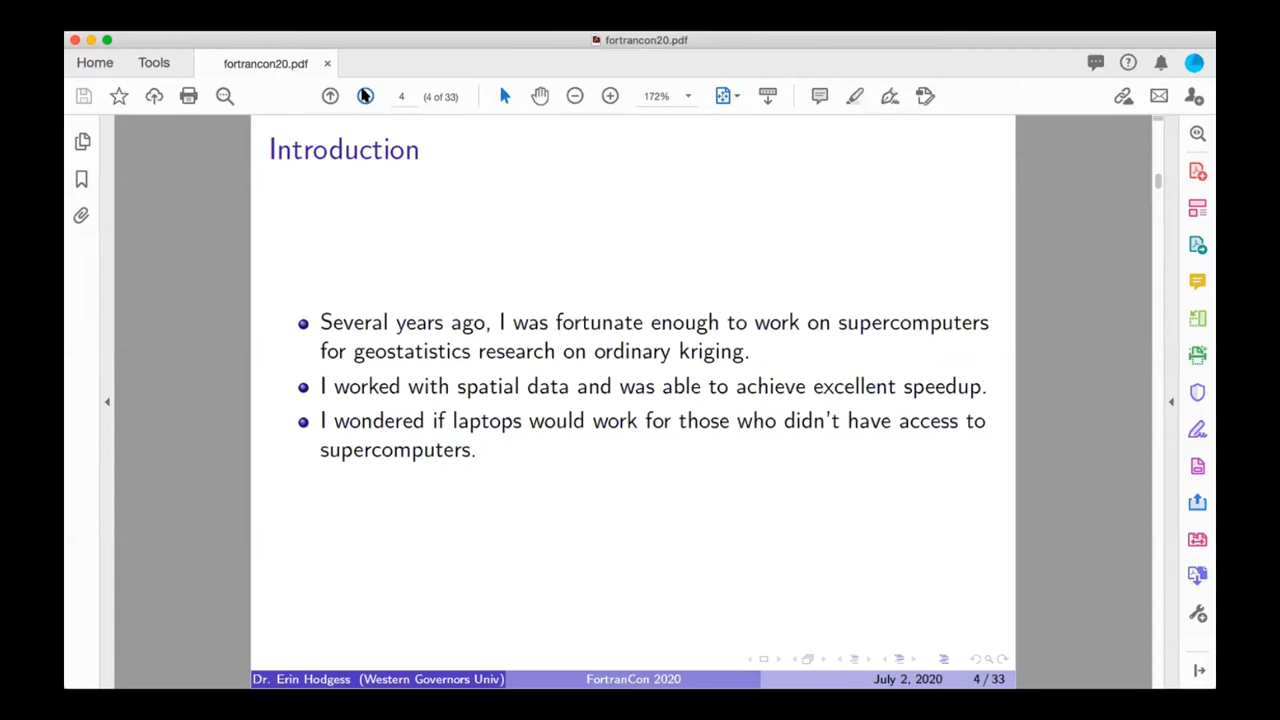 fortrancon20.pdf
Home Tools fortrancon20.pdf ×
4 (4 of 33) 172%
Introduction
Several years ago, I was fortunate enough to work on supercomputers
for geostatistics research on ordinary kriging.
I worked with spatial data and was able to achieve excellent speedup.
I wondered if laptops would work for those who didn't have access to
supercomputers.
Dr. Erin Hodgess (Western Governors Univ) FortranCon 2020 July 2, 2020 4 / 33